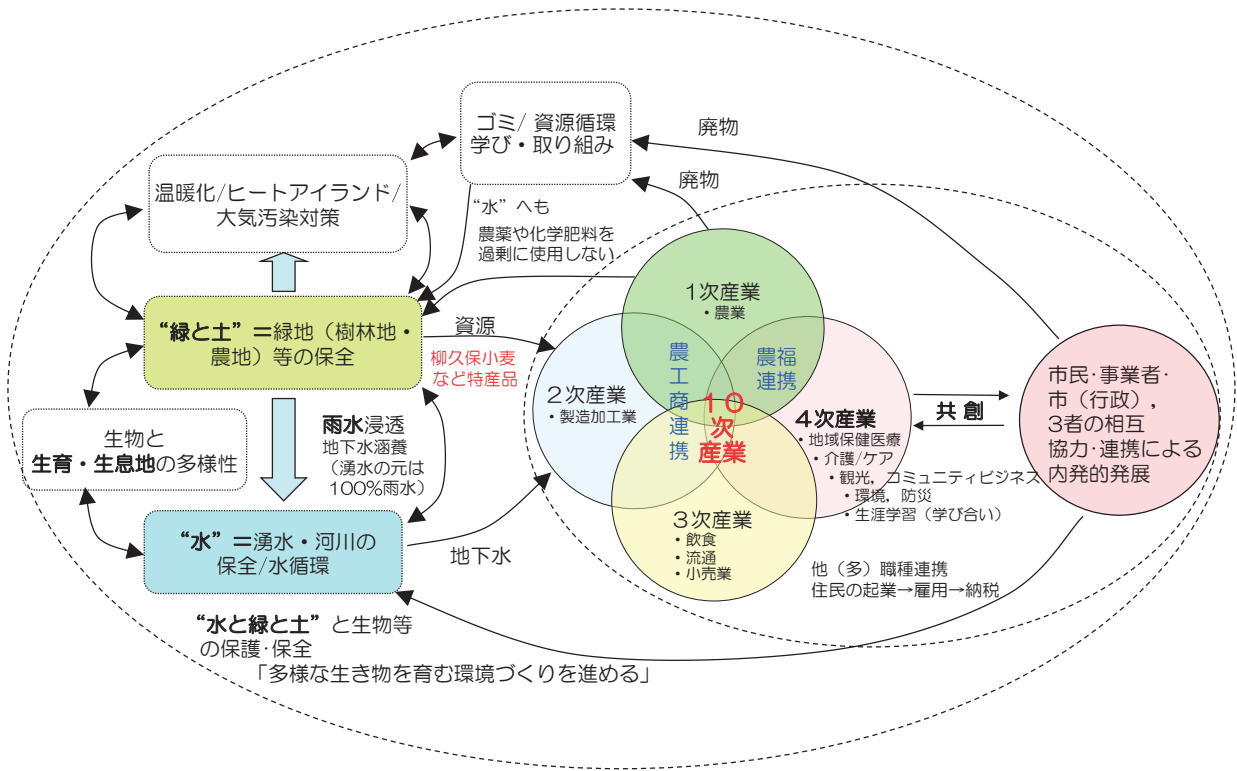 ゴミ/ 資源循環
学び・取り組み
廃物
廃物
温暖化/ヒートアイランド/
大気汚染対策
“水”へも
農薬や化学肥料を
過剰に使用しない
“緑と土”＝緑地（樹林地・
農地）等の保全
資源
柳久保小麦
など特産品
1次産業
・農業
2次産業
・製造加工業
農工商連携
農福
連携
10
次
産業
4次産業
・地域保健医療
・介護/ケア
・観光，コミュニティビジネス
・環境，防災
・生涯学習（学び合い）
3次産業
・飲食
・流通
・小売業
共 創
市民･事業者･
市（行政），
3者の相互
協力･連携による
内発的発展
生物と
生育・生息地の多様性
雨水浸透
地下水涵養
（湧水の元は
100％雨水）
“水”＝湧水・河川の
保全/水循環
地下水
他（多）職種連携
住民の起業→雇用→納税
“水と緑と土”と生物等
の保護･保全
「多様な生き物を育む環境づくりを進める」